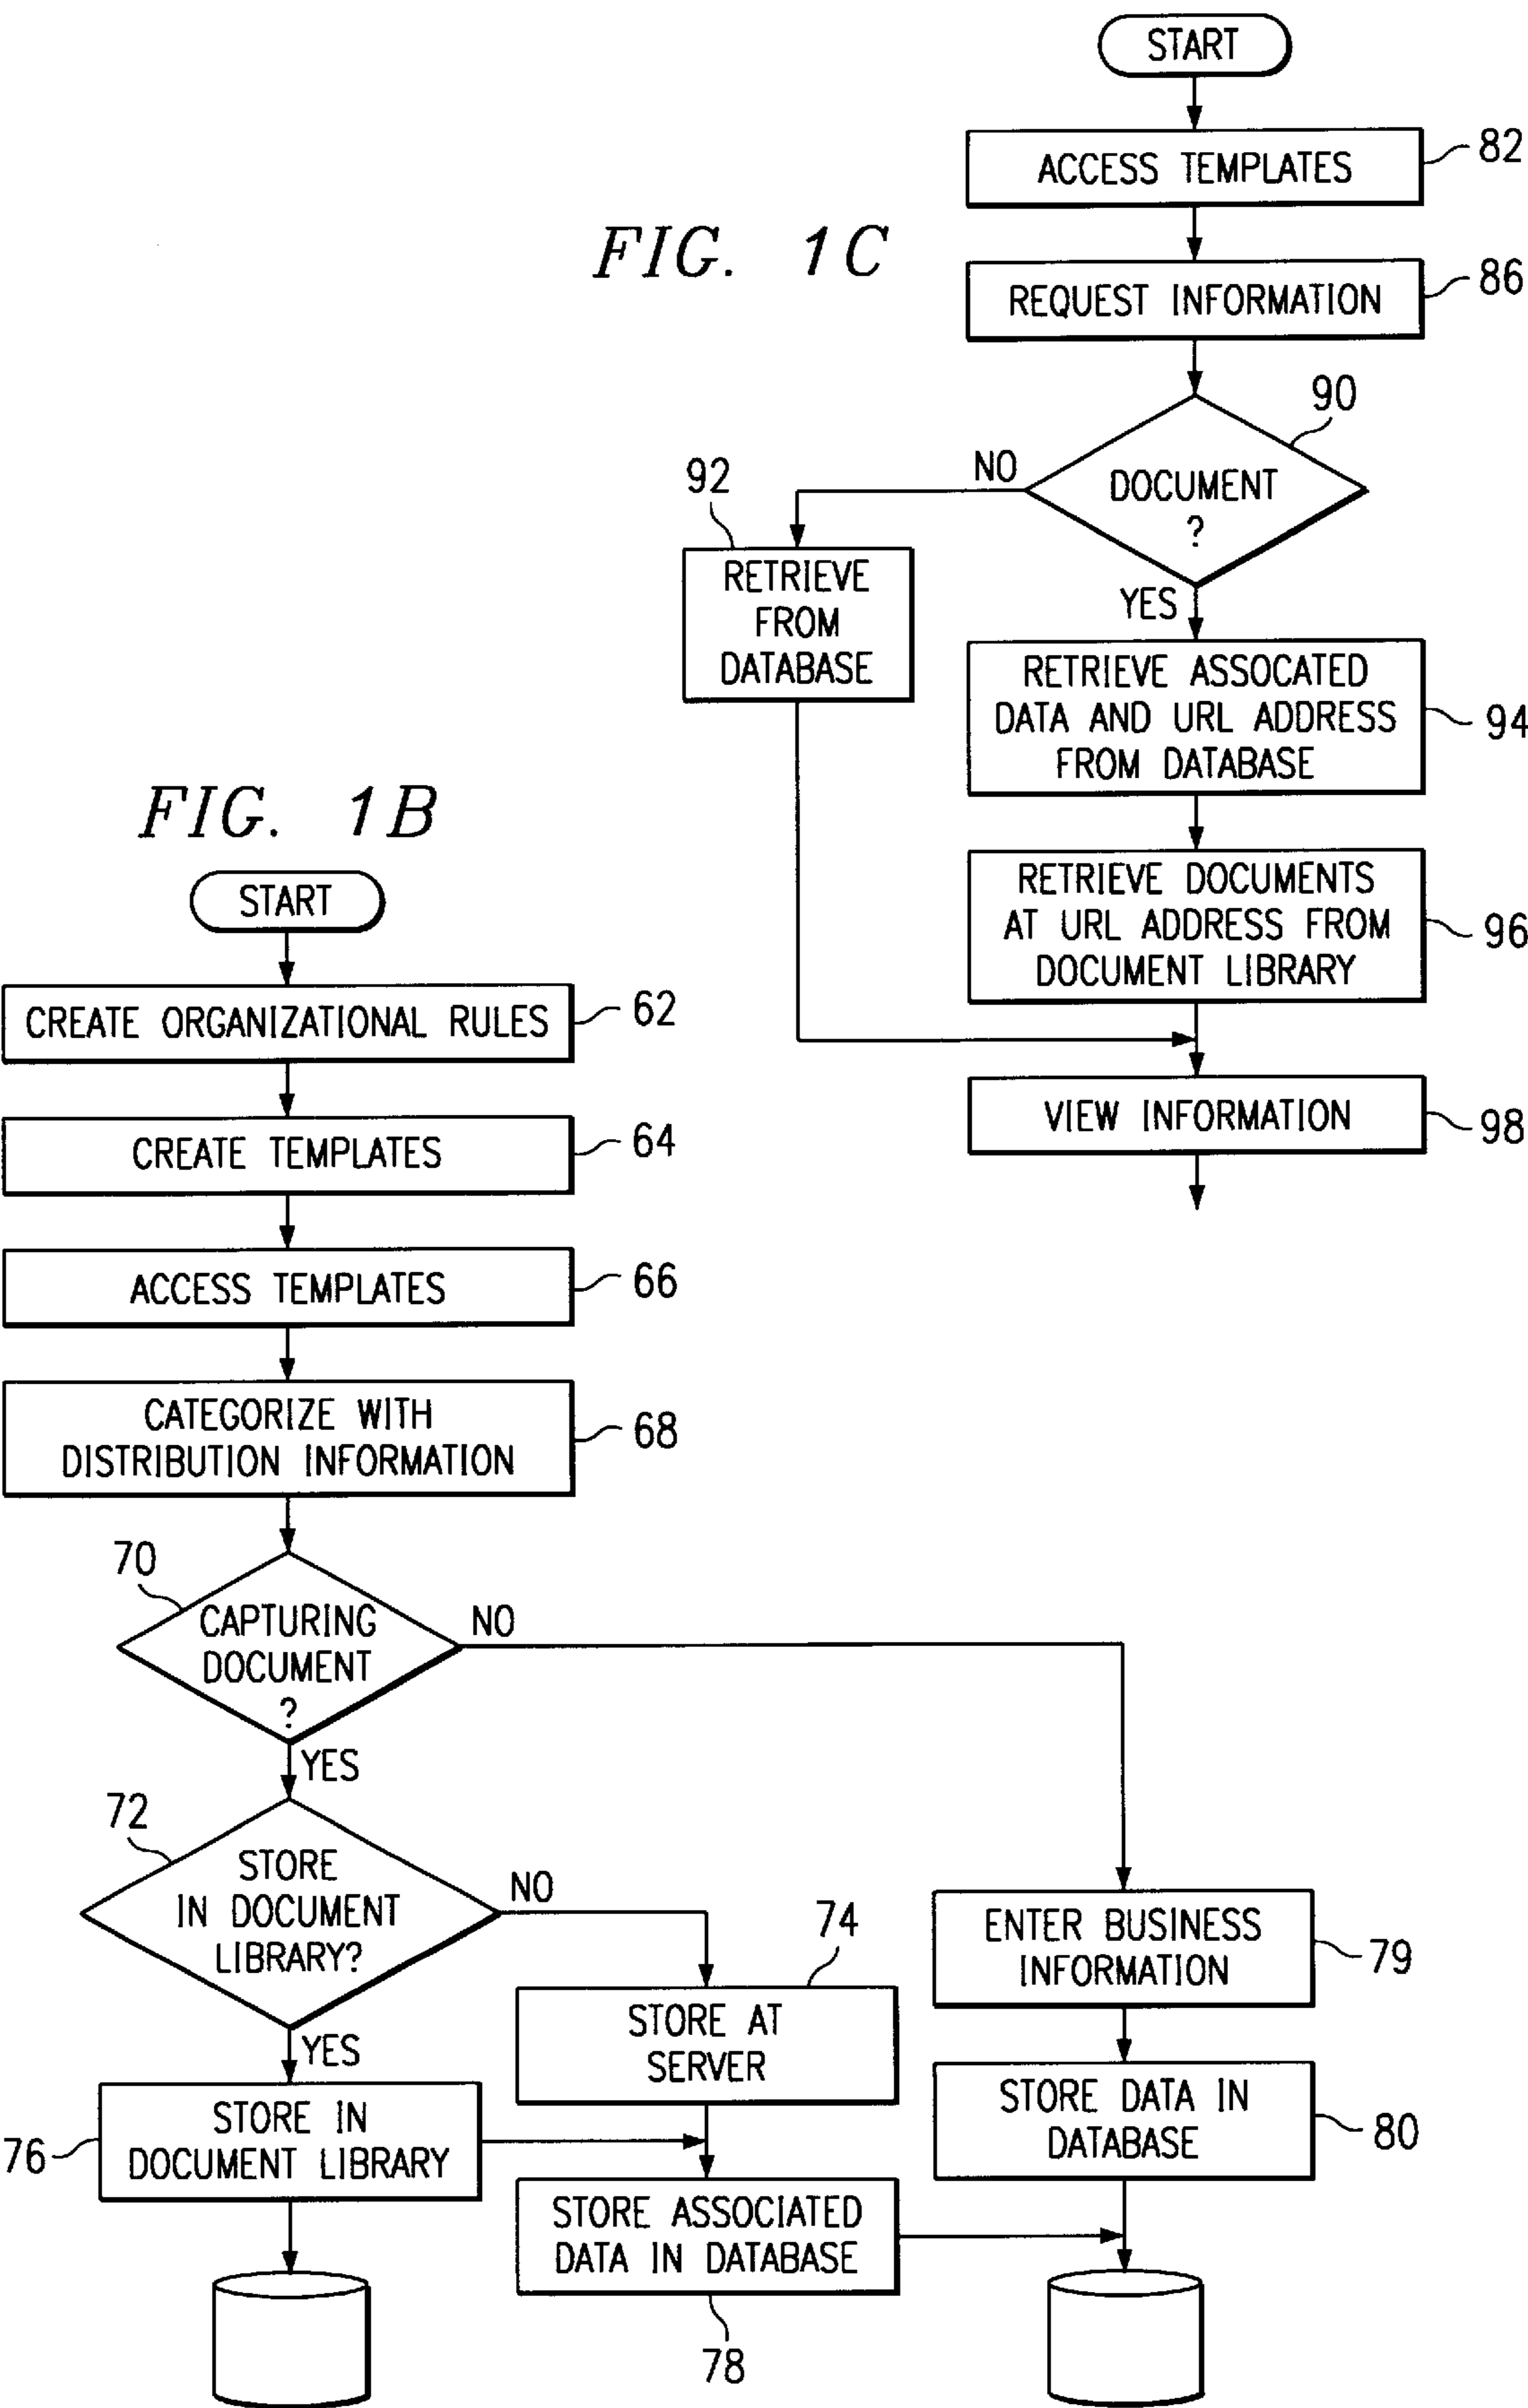 START
ACCESS TEMPLATES
82
FIG. 1C
REQUEST INFORMATION
86
90
DOCUMENT
?
NO
YES
92
RETRIEVE
FROM
DATABASE
RETRIEVE ASSOCATED
DATA AND URL ADDRESS
FROM DATABASE
94
RETRIEVE DOCUMENTS
AT URL ADDRESS FROM
DOCUMENT LIBRARY
96
VIEW INFORMATION
98
FIG. 1B
START
CREATE ORGANIZATIONAL RULES
62
CREATE TEMPLATES
64
ACCESS TEMPLATES
66
CATEGORIZE WITH
DISTRIBUTION INFORMATION
68
70
CAPTURING
DOCUMENT
?
NO
YES
72
STORE
IN DOCUMENT
LIBRARY?
NO
YES
74
STORE AT
SERVER
ENTER BUSINESS
INFORMATION
79
76
STORE IN
DOCUMENT LIBRARY
STORE DATA IN
DATABASE
80
STORE ASSOCIATED
DATA IN DATABASE
78